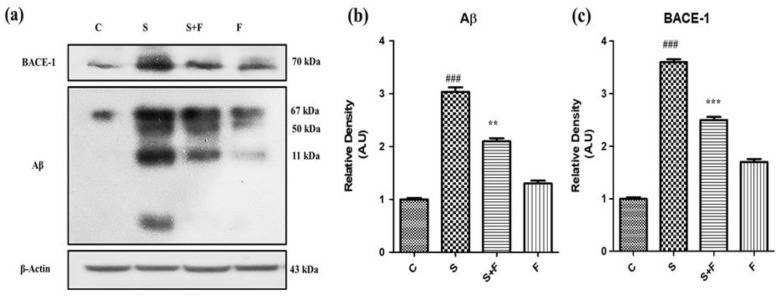 (a)
C S S+F F
BACE-1 70 kDa
67 kDa
50 kDa
Aβ 11 kDa
β-Actin 43 kDa
(b)
Aβ
Relative Density
(A.U)
4
3
2
1
0
###
**
C S S+F F
(c)
BACE-1
Relative Density
(A.U)
4
3
2
1
0
###
***
C S S+F F